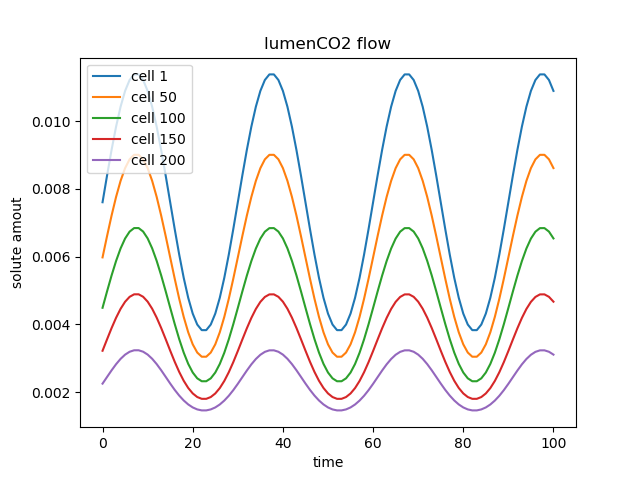 lumenCO2 flow
cell 1
cell 50
cell 100
cell 150
cell 200
0.010
0.008
0.006
0.004
0.002
solute amout
0 20 40 60 80 100
time